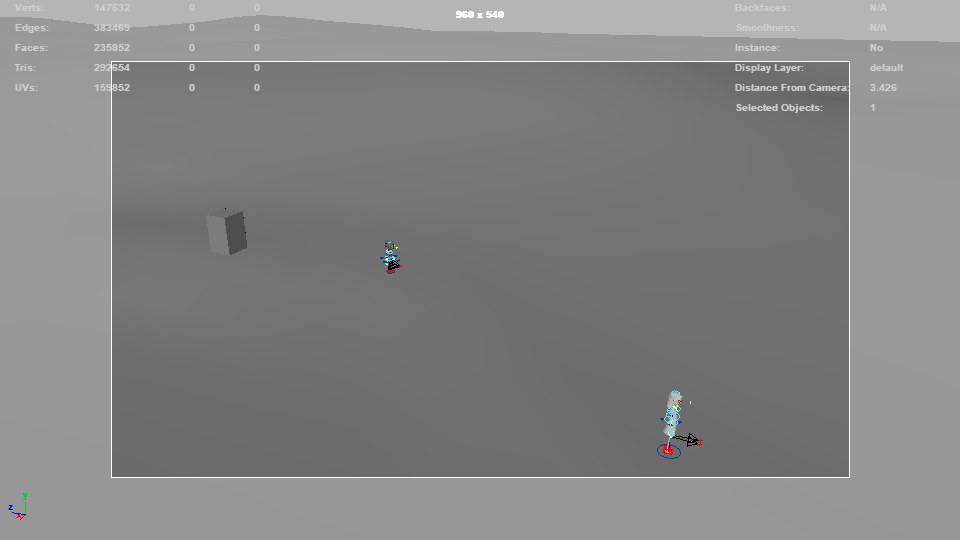 Verts: 147632 0 0
Edges: 383489 0 0
Faces: 235852 0 0
Tris: 292654 0 0
UVs: 159852 0 0
960 x 540
Backfaces: N/A
Smoothness: N/A
Instance: No
Display Layer: default
Distance From Camera: 3.426
Selected Objects: 1
y
z
x